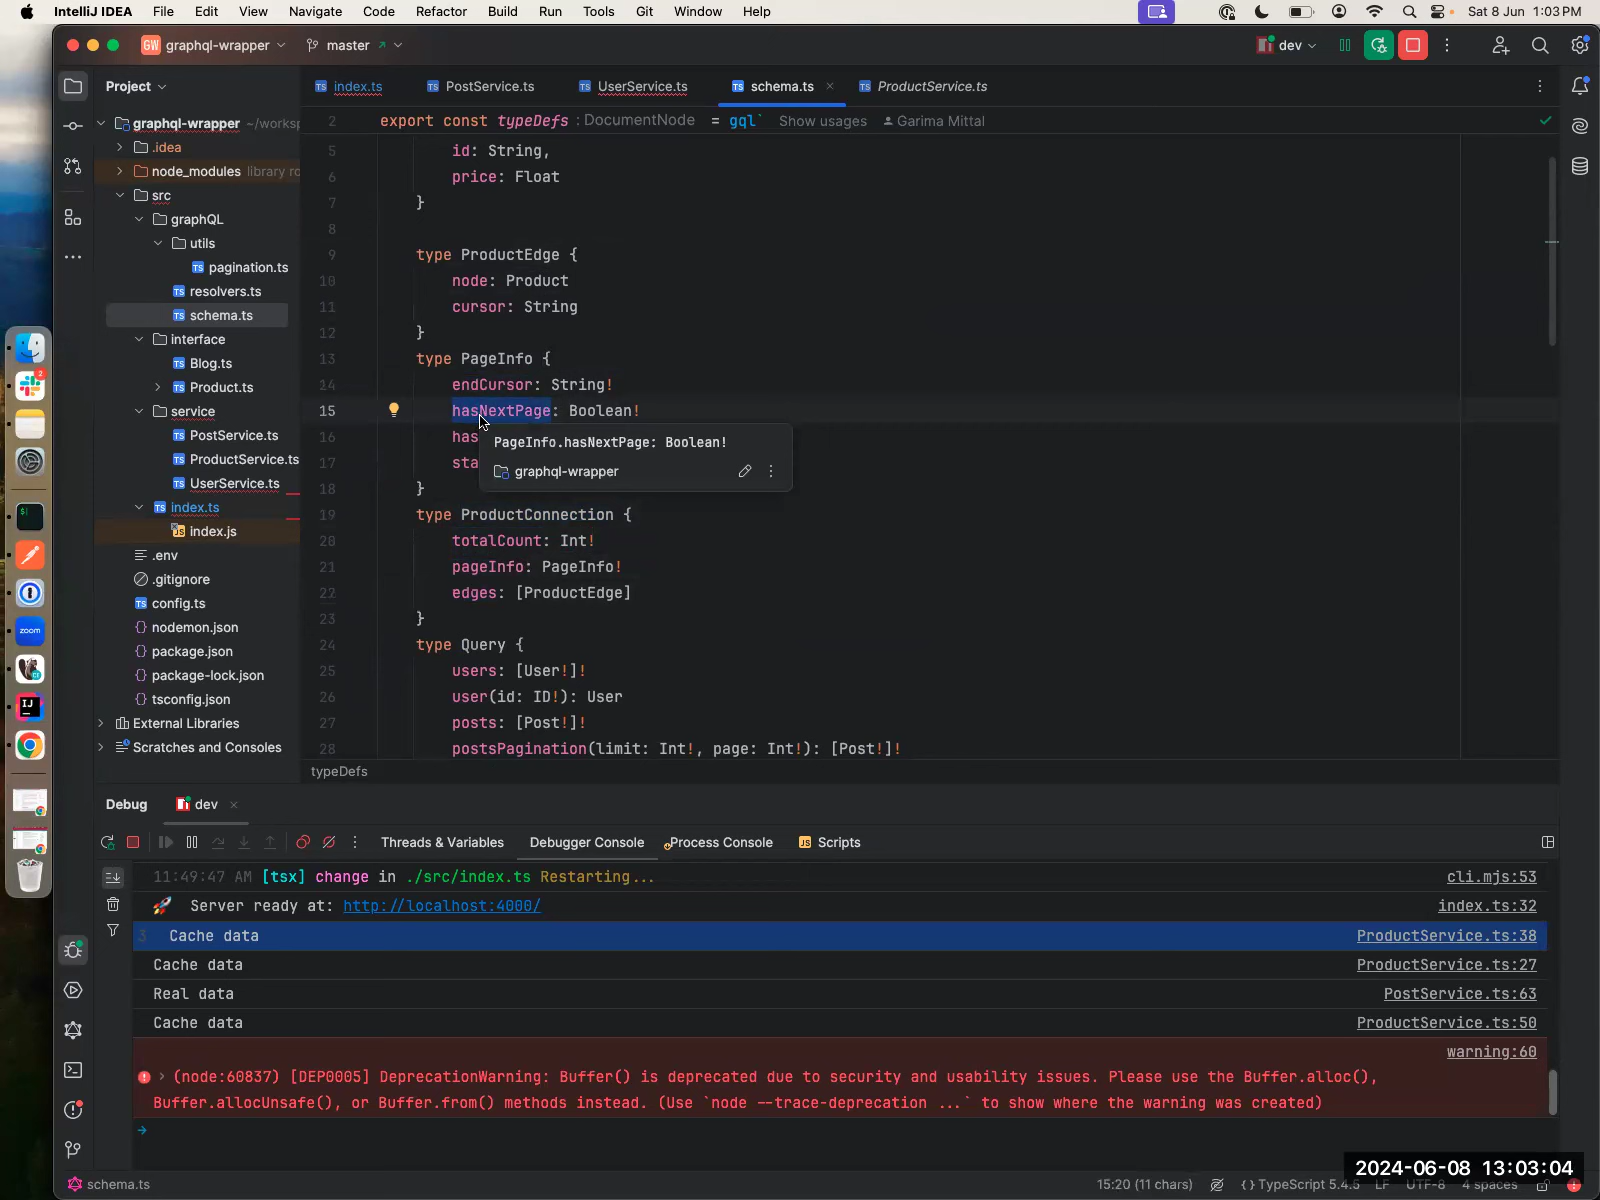 IntelliJ IDEA File Edit View Navigate Code Refactor Build Run Tools Git Window Help Sat 8 Jun 1:03 PM
GW graphql-wrapper master dev
Project
index.ts PostService.ts UserService.ts schema.ts ProductService.ts
graphql-wrapper ~/worksp
.idea
node_modules library ro
src
graphQL
utils
pagination.ts
resolvers.ts
schema.ts
interface
Blog.ts
Product.ts
service
PostService.ts
ProductService.ts
UserService.ts
index.ts
index.js
.env
.gitignore
config.ts
nodemon.json
package.json
package-lock.json
tsconfig.json
External Libraries
Scratches and Consoles
2 export const typeDefs : DocumentNode = gql` Show usages Garima Mittal
5 id: String,
6 price: Float
7 }
8
9 type ProductEdge {
10 node: Product
11 cursor: String
12 }
13 type PageInfo {
14 endCursor: String!
15 hasNextPage: Boolean!
16 has
17 sta
PageInfo.hasNextPage: Boolean!
graphql-wrapper
18 }
19 type ProductConnection {
20 totalCount: Int!
21 pageInfo: PageInfo!
22 edges: [ProductEdge]
23 }
24 type Query {
25 users: [User!]!
26 user(id: ID!): User
27 posts: [Post!]!
28 postsPagination(limit: Int!, page: Int!): [Post!]!
typeDefs
zoom
2
IJ
Debug dev
Threads & Variables Debugger Console Process Console Scripts
11:49:47 AM [tsx] change in ./src/index.ts Restarting... cli.mjs:53
🚀 Server ready at: http://localhost:4000/ index.ts:32
3 Cache data ProductService.ts:38
Cache data ProductService.ts:27
Real data PostService.ts:63
Cache data ProductService.ts:50
warning:60
(node:60837) [DEP0005] DeprecationWarning: Buffer() is deprecated due to security and usability issues. Please use the Buffer.alloc(),
Buffer.allocUnsafe(), or Buffer.from() methods instead. (Use `node --trace-deprecation ...` to show where the warning was created)
2024-06-08 13:03:04
schema.ts 15:20 (11 chars) {} TypeScript 5.4.5 LF UTF-8 4 spaces